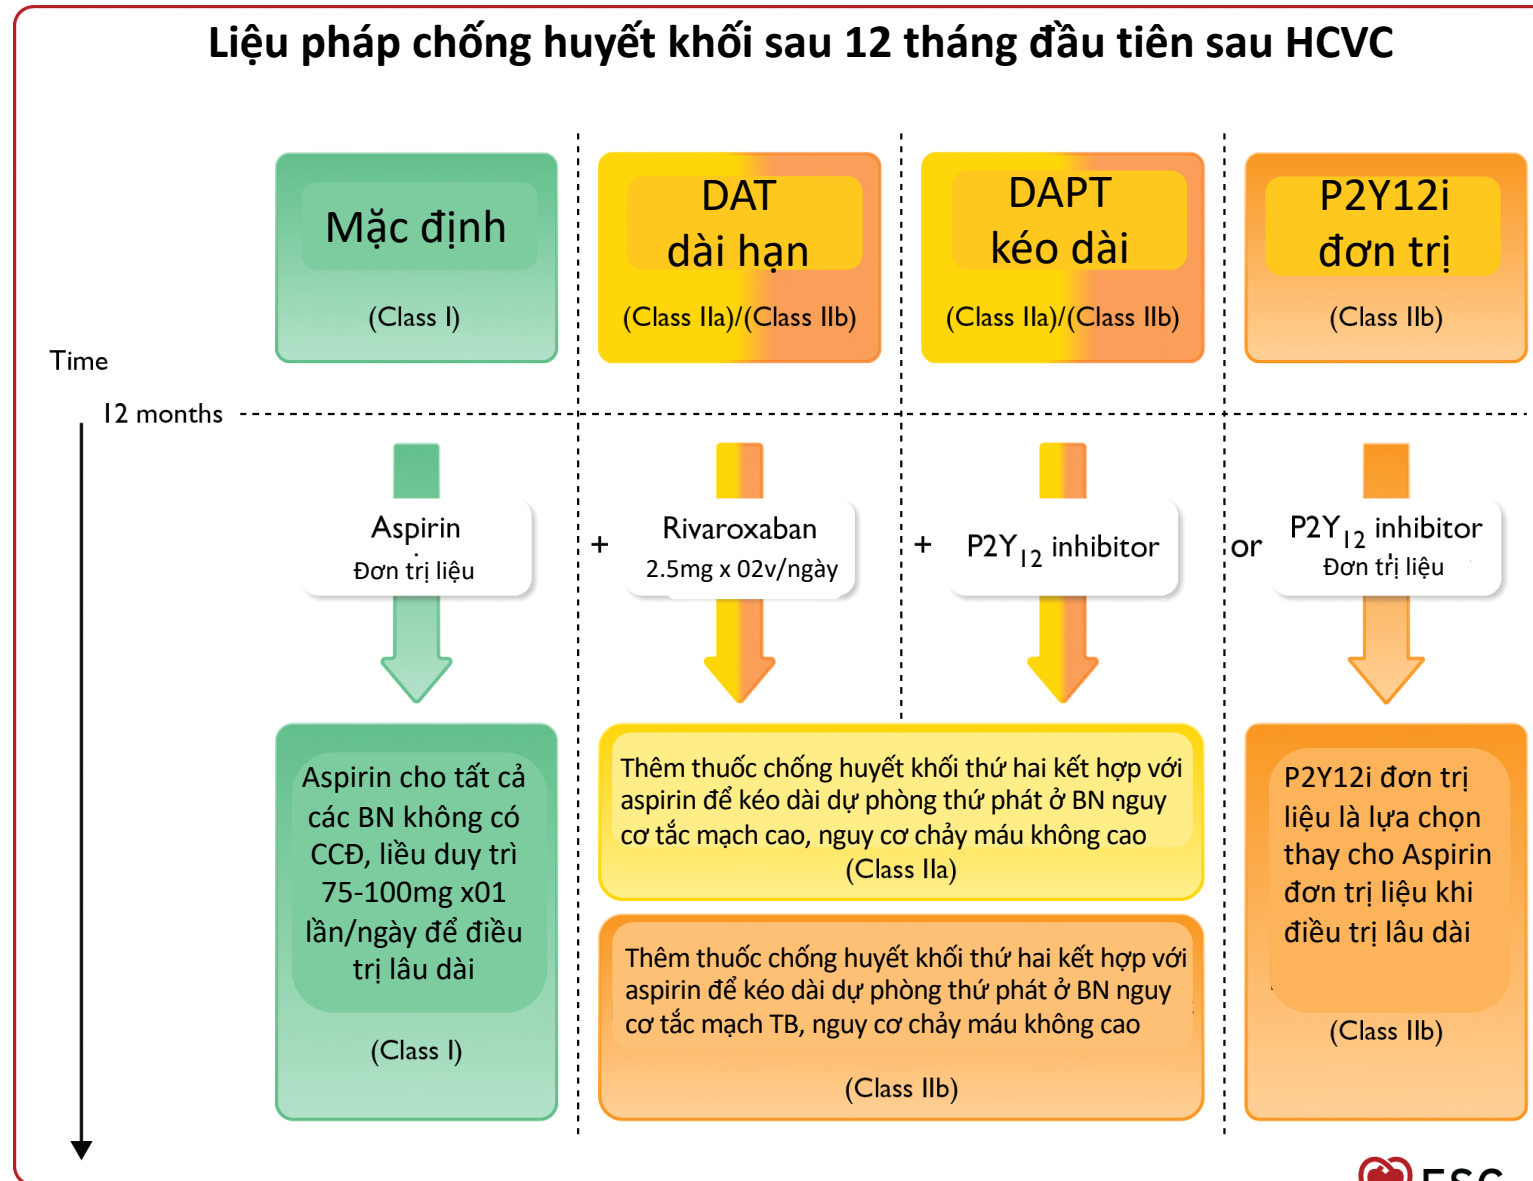 Liệu pháp chống huyết khối sau 12 tháng đầu tiên sau HCVC
Mặc định
(Class I)
DAT
dài hạn
(Class IIa)/(Class IIb)
DAPT
kéo dài
(Class IIa)/(Class IIb)
P2Y12i
đơn trị
(Class IIb)
Time
12 months
Aspirin
Đơn trị liệu
+
Rivaroxaban
2.5mg x 02v/ngày
+
P2Y12 inhibitor
or
P2Y12 inhibitor
Đơn trị liệu
Aspirin cho tất cả
các BN không có
CCĐ, liều duy trì
75-100mg x01
lần/ngày để điều
trị lâu dài
(Class I)
Thêm thuốc chống huyết khối thứ hai kết hợp với
aspirin để kéo dài dự phòng thứ phát ở BN nguy
cơ tắc mạch cao, nguy cơ chảy máu không cao
(Class IIa)
Thêm thuốc chống huyết khối thứ hai kết hợp với
aspirin để kéo dài dự phòng thứ phát ở BN nguy
cơ tắc mạch TB, nguy cơ chảy máu không cao
(Class IIb)
P2Y12i đơn trị
liệu là lựa chọn
thay cho Aspirin
đơn trị liệu khi
điều trị lâu dài
(Class IIb)
ESC